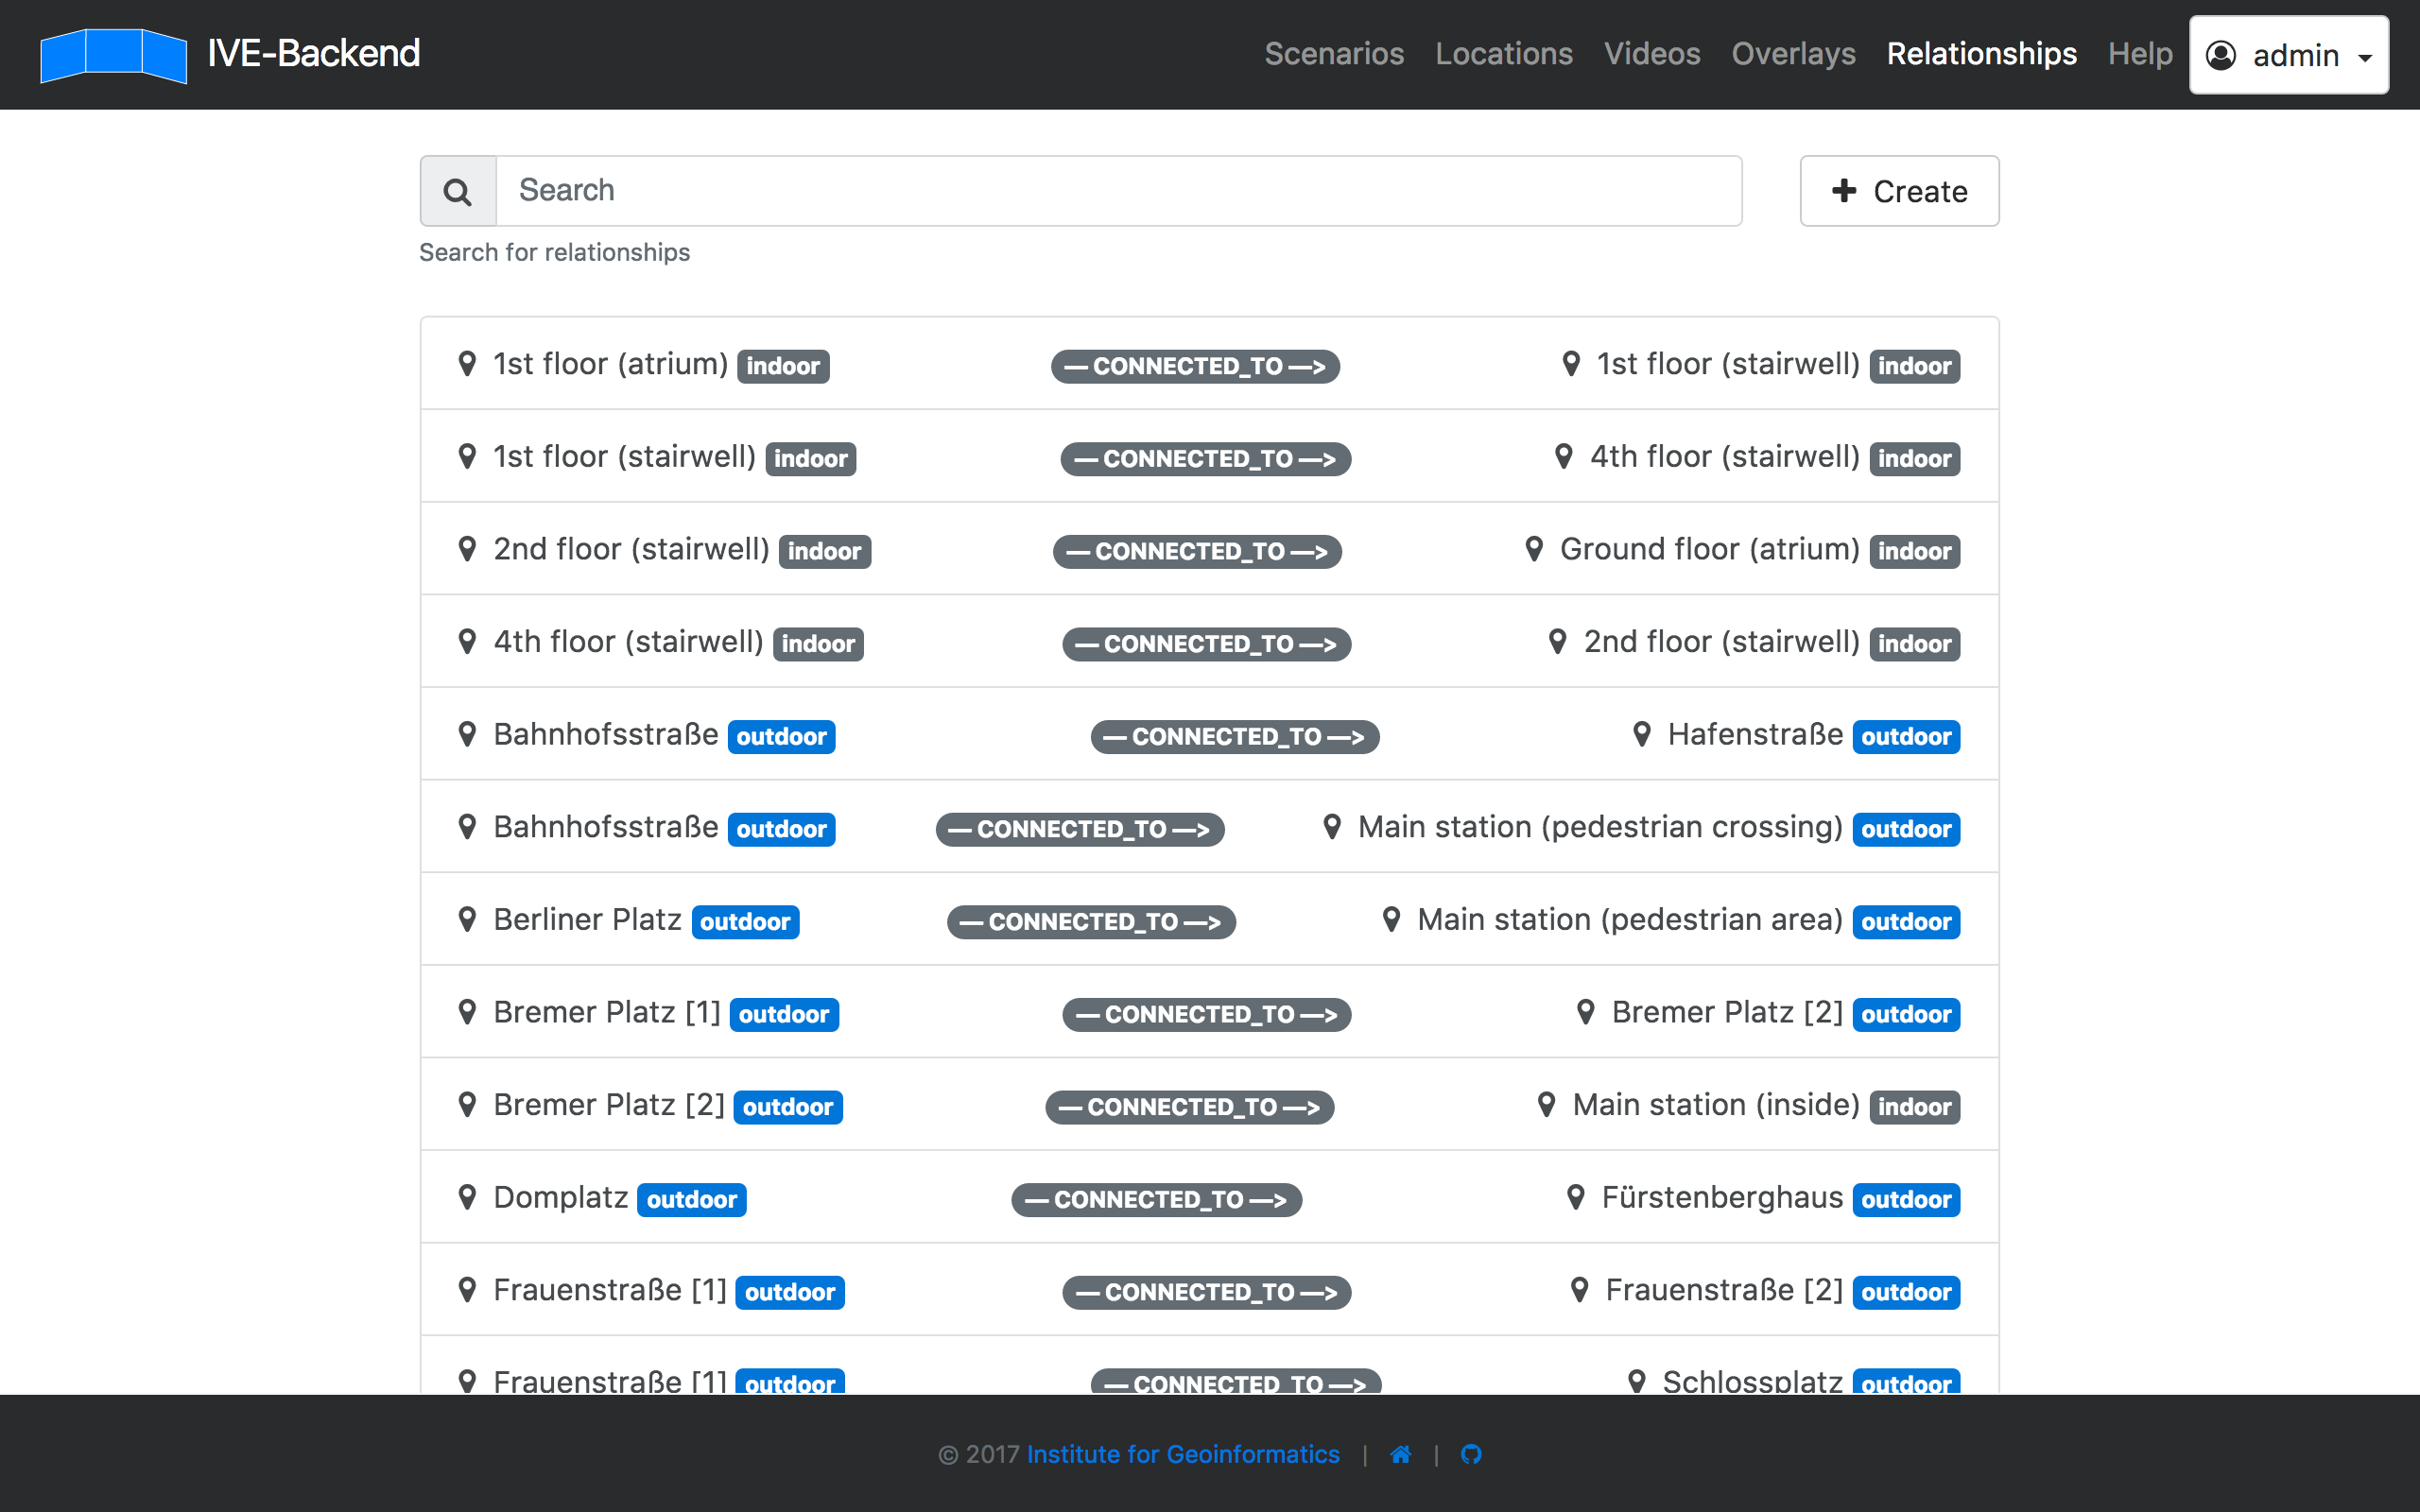 IVE-Backend Scenarios Locations Videos Overlays Relationships Help admin
Search Create
Search for relationships
1st floor (atrium) indoor — CONNECTED_TO —> 1st floor (stairwell) indoor
1st floor (stairwell) indoor — CONNECTED_TO —> 4th floor (stairwell) indoor
2nd floor (stairwell) indoor — CONNECTED_TO —> Ground floor (atrium) indoor
4th floor (stairwell) indoor — CONNECTED_TO —> 2nd floor (stairwell) indoor
Bahnhofsstraße outdoor — CONNECTED_TO —> Hafenstraße outdoor
Bahnhofsstraße outdoor — CONNECTED_TO —> Main station (pedestrian crossing) outdoor
Berliner Platz outdoor — CONNECTED_TO —> Main station (pedestrian area) outdoor
Bremer Platz [1] outdoor — CONNECTED_TO —> Bremer Platz [2] outdoor
Bremer Platz [2] outdoor — CONNECTED_TO —> Main station (inside) indoor
Domplatz outdoor — CONNECTED_TO —> Fürstenberghaus outdoor
Frauenstraße [1] outdoor — CONNECTED_TO —> Frauenstraße [2] outdoor
Frauenstraße [1] outdoor — CONNECTED_TO —> Schlossplatz outdoor
© 2017 Institute for Geoinformatics | |